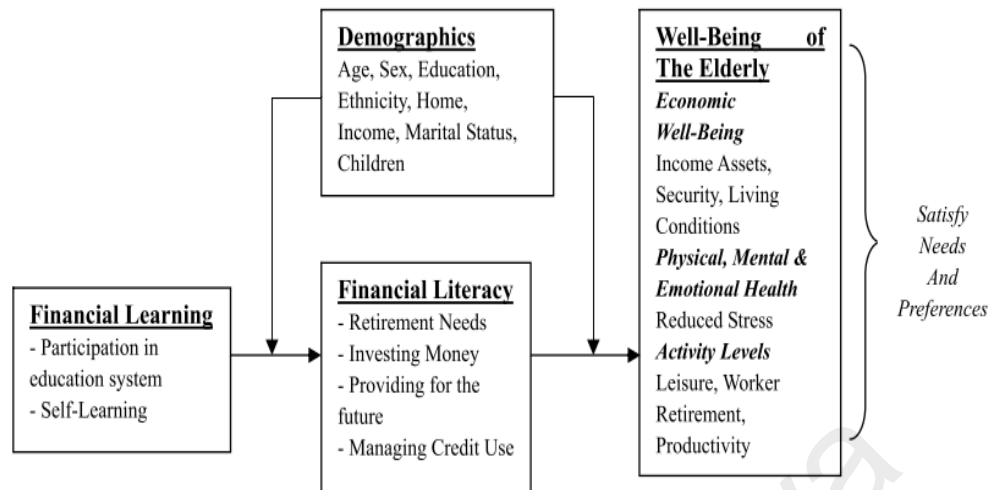 Demographics
Age, Sex, Education,
Ethnicity, Home,
Income, Marital Status,
Children
Financial Learning
- Participation in
education system
- Self-Learning
Financial Literacy
- Retirement Needs
- Investing Money
- Providing for the
future
- Managing Credit Use
Well-Being of
The Elderly
Economic
Well-Being
Income Assets,
Security, Living
Conditions
Physical, Mental &
Emotional Health
Reduced Stress
Activity Levels
Leisure, Worker
Retirement,
Productivity
Satisfy
Needs
And
Preferences